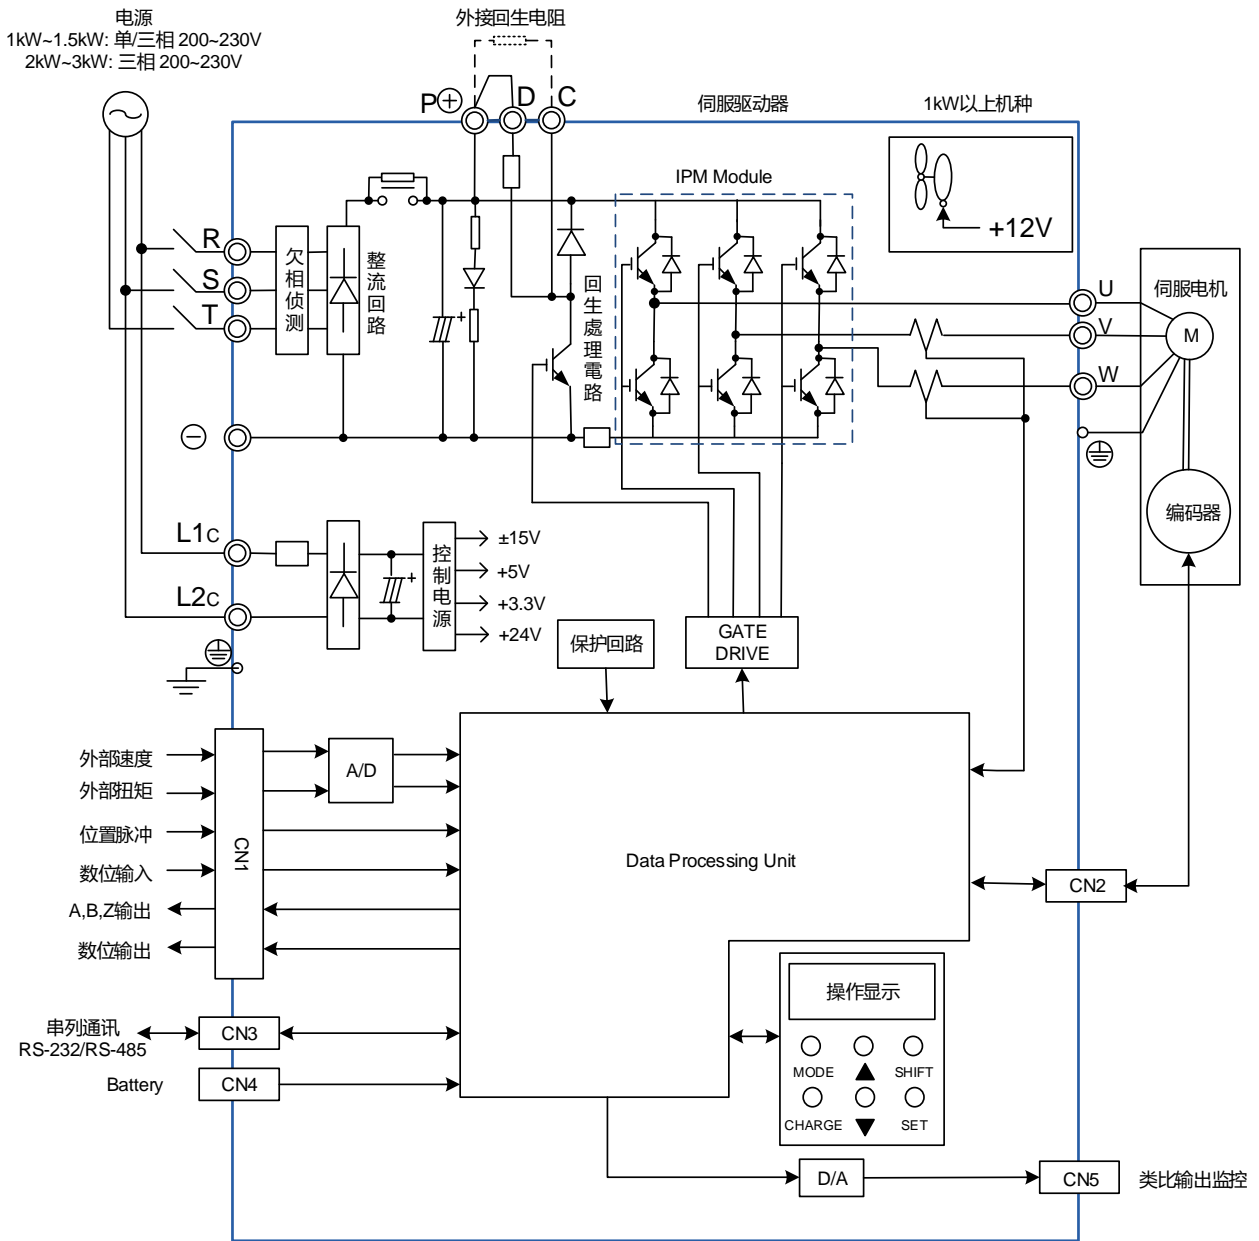 电源
1kW~1.5kW: 单/三相 200~230V
2kW~3kW: 三相 200~230V
外接回生电阻
P⊕
D
C
伺服驱动器
1kW以上机种
IPM Module
+12V
R
S
T
欠相侦测
整流回路
+
回生處理電路
U
V
W
伺服电机
M
⊖
编码器
L1C
L2C
+
控制电源
±15V
+5V
+3.3V
+24V
保护回路
GATE
DRIVE
外部速度
外部扭矩
位置脉冲
数位输入
A,B,Z输出
数位输出
CN1
A/D
Data Processing Unit
CN2
操作显示
MODE
▲
SHIFT
CHARGE
▼
SET
串列通讯
RS-232/RS-485
CN3
Battery
CN4
D/A
CN5
类比输出监控